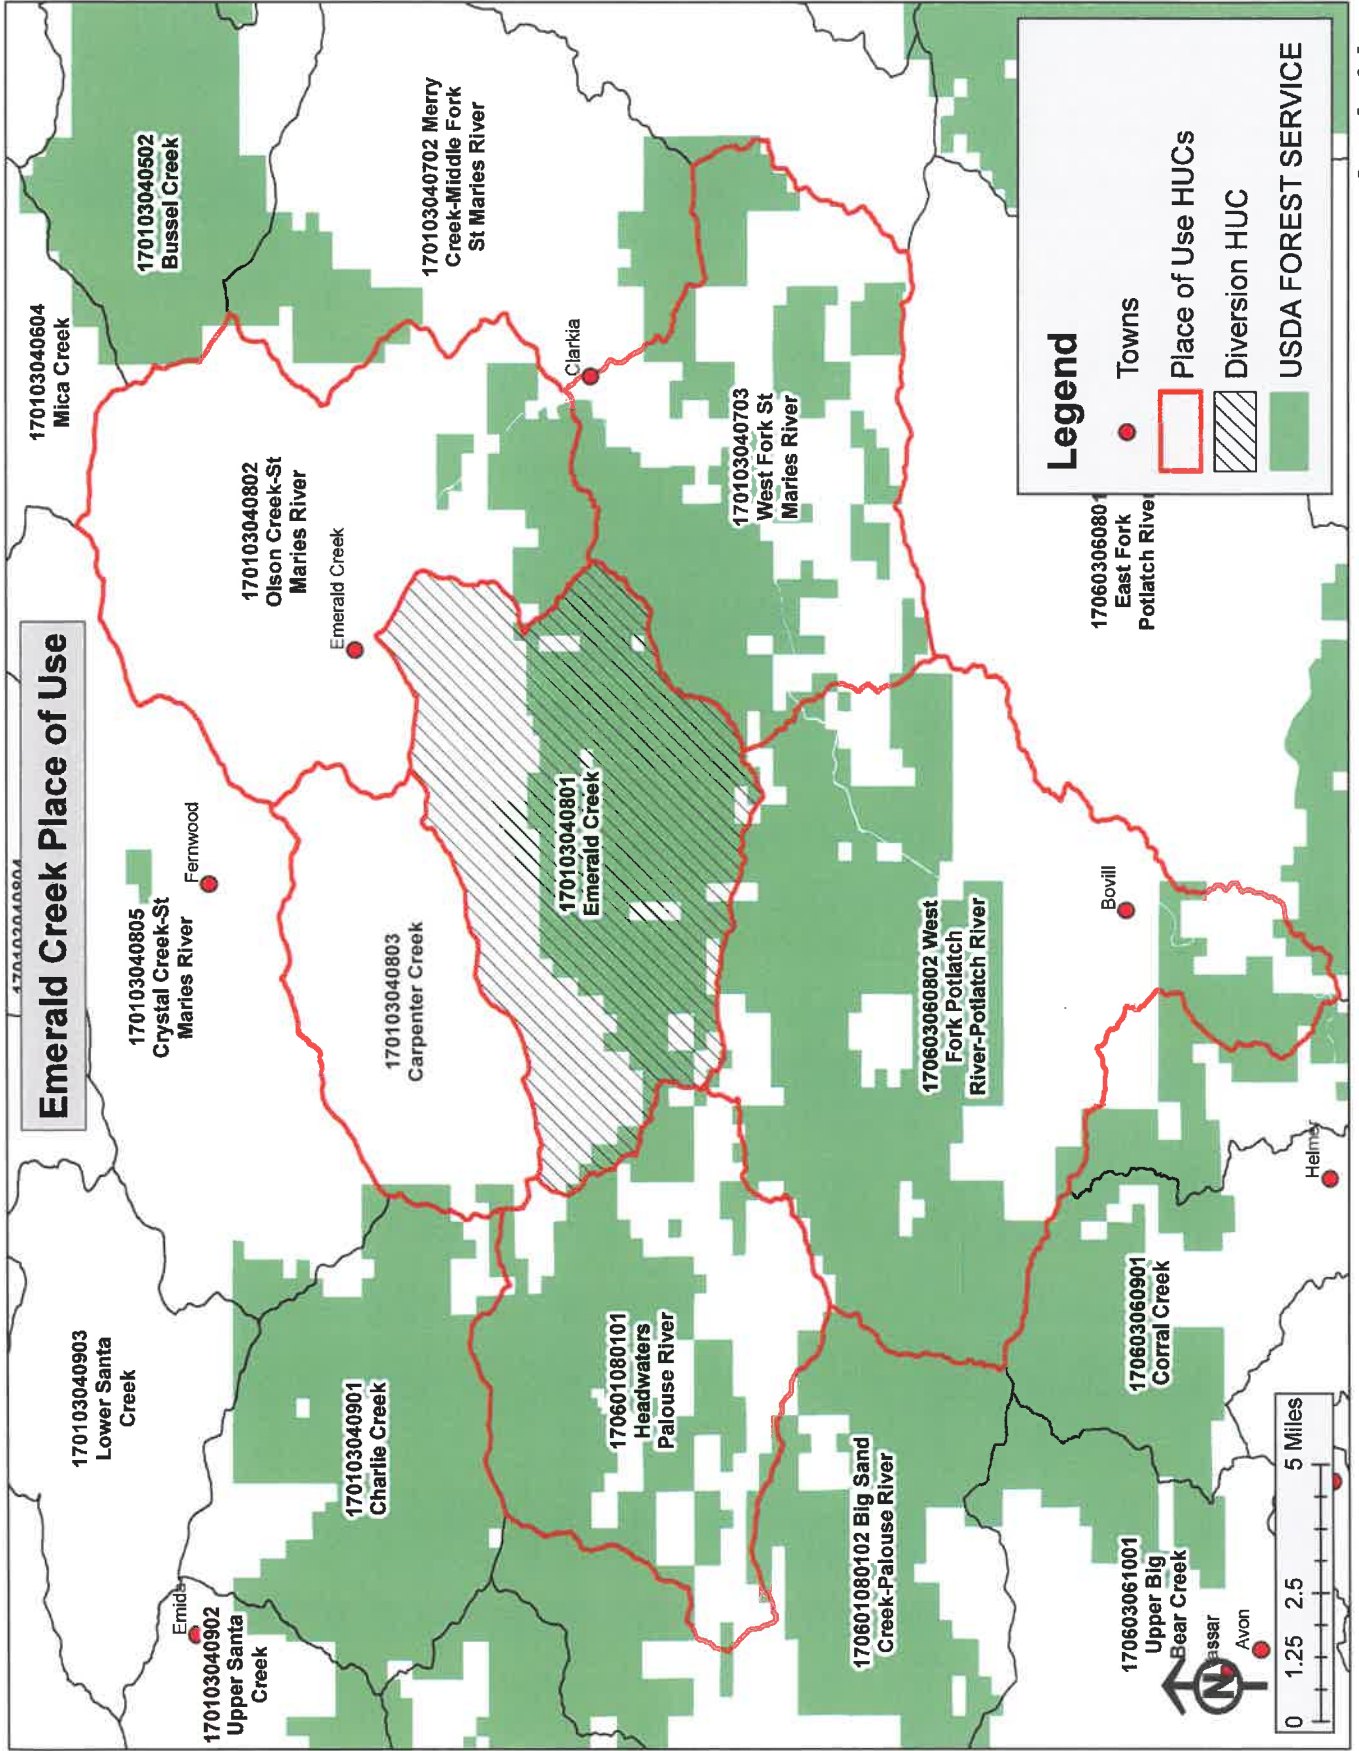 Emerald Creek Place of Use
170103040604
Mica Creek
170103040502
Bussel Creek
170103040702 Merry
Creek-Middle Fork
St Maries River
170103040802
Olson Creek-St
Maries River
Emerald Creek
Clarkia
170103040703
West Fork St
Maries River
170103040805
Crystal Creek-St
Maries River
Fernwood
170103040803
Carpenter Creek
170103040801
Emerald Creek
170603060802 West
Fork Potlatch
River-Potlatch River
Bovill
170603060801
East Fork
Potlatch River
170103040903
Lower Santa
Creek
170103040901
Charlie Creek
Emida
170103040902
Upper Santa
Creek
170601080101
Headwaters
Palouse River
170601080102 Big Sand
Creek-Palouse River
170603060901
Corral Creek
Helmer
170603061001
Upper Big
Bear Creek
assar
Avon
N
0 1.25 2.5 5 Miles
Legend
Towns
Place of Use HUCs
Diversion HUC
USDA FOREST SERVICE